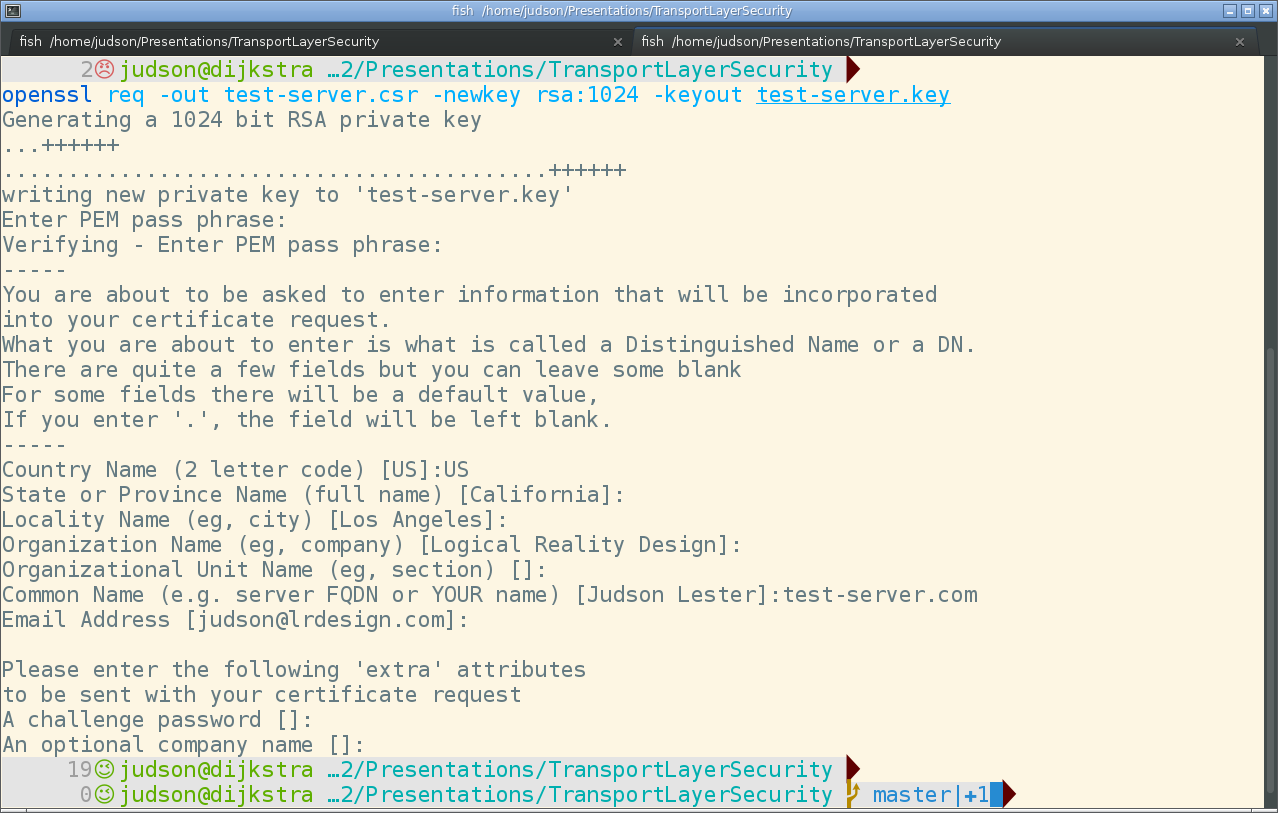 fish  /home/judson/Presentations/TransportLayerSecurity
fish  /home/judson/Presentations/TransportLayerSecurity
fish  /home/judson/Presentations/TransportLayerSecurity
2☹ judson@dijkstra …2/Presentations/TransportLayerSecurity
openssl req -out test-server.csr -newkey rsa:1024 -keyout test-server.key
Generating a 1024 bit RSA private key
...++++++
..........................................++++++
writing new private key to 'test-server.key'
Enter PEM pass phrase:
Verifying - Enter PEM pass phrase:
-----
You are about to be asked to enter information that will be incorporated
into your certificate request.
What you are about to enter is what is called a Distinguished Name or a DN.
There are quite a few fields but you can leave some blank
For some fields there will be a default value,
If you enter '.', the field will be left blank.
-----
Country Name (2 letter code) [US]:US
State or Province Name (full name) [California]:
Locality Name (eg, city) [Los Angeles]:
Organization Name (eg, company) [Logical Reality Design]:
Organizational Unit Name (eg, section) []:
Common Name (e.g. server FQDN or YOUR name) [Judson Lester]:test-server.com
Email Address [judson@lrdesign.com]:

Please enter the following 'extra' attributes
to be sent with your certificate request
A challenge password []:
An optional company name []:
19☺ judson@dijkstra …2/Presentations/TransportLayerSecurity
0☺ judson@dijkstra …2/Presentations/TransportLayerSecurity master|+1